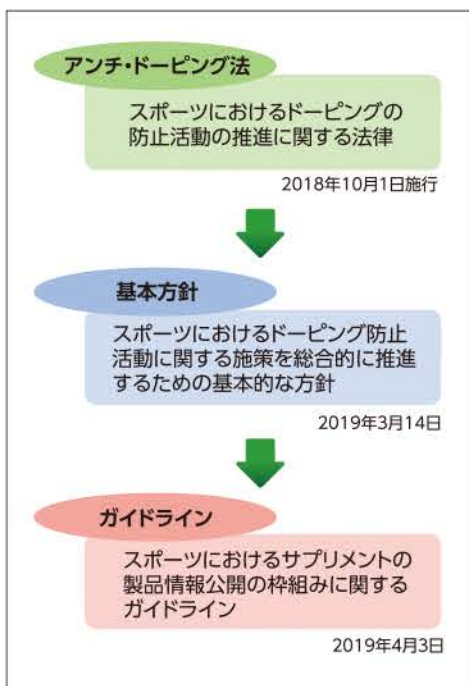 アンチ・ドーピング法
スポーツにおけるドーピングの
防止活動の推進に関する法律
2018年10月1日施行
基本方針
スポーツにおけるドーピング防止
活動に関する施策を総合的に推進
するための基本的な方針
2019年3月14日
ガイドライン
スポーツにおけるサプリメントの
製品情報公開の枠組みに関する
ガイドライン
2019年4月3日